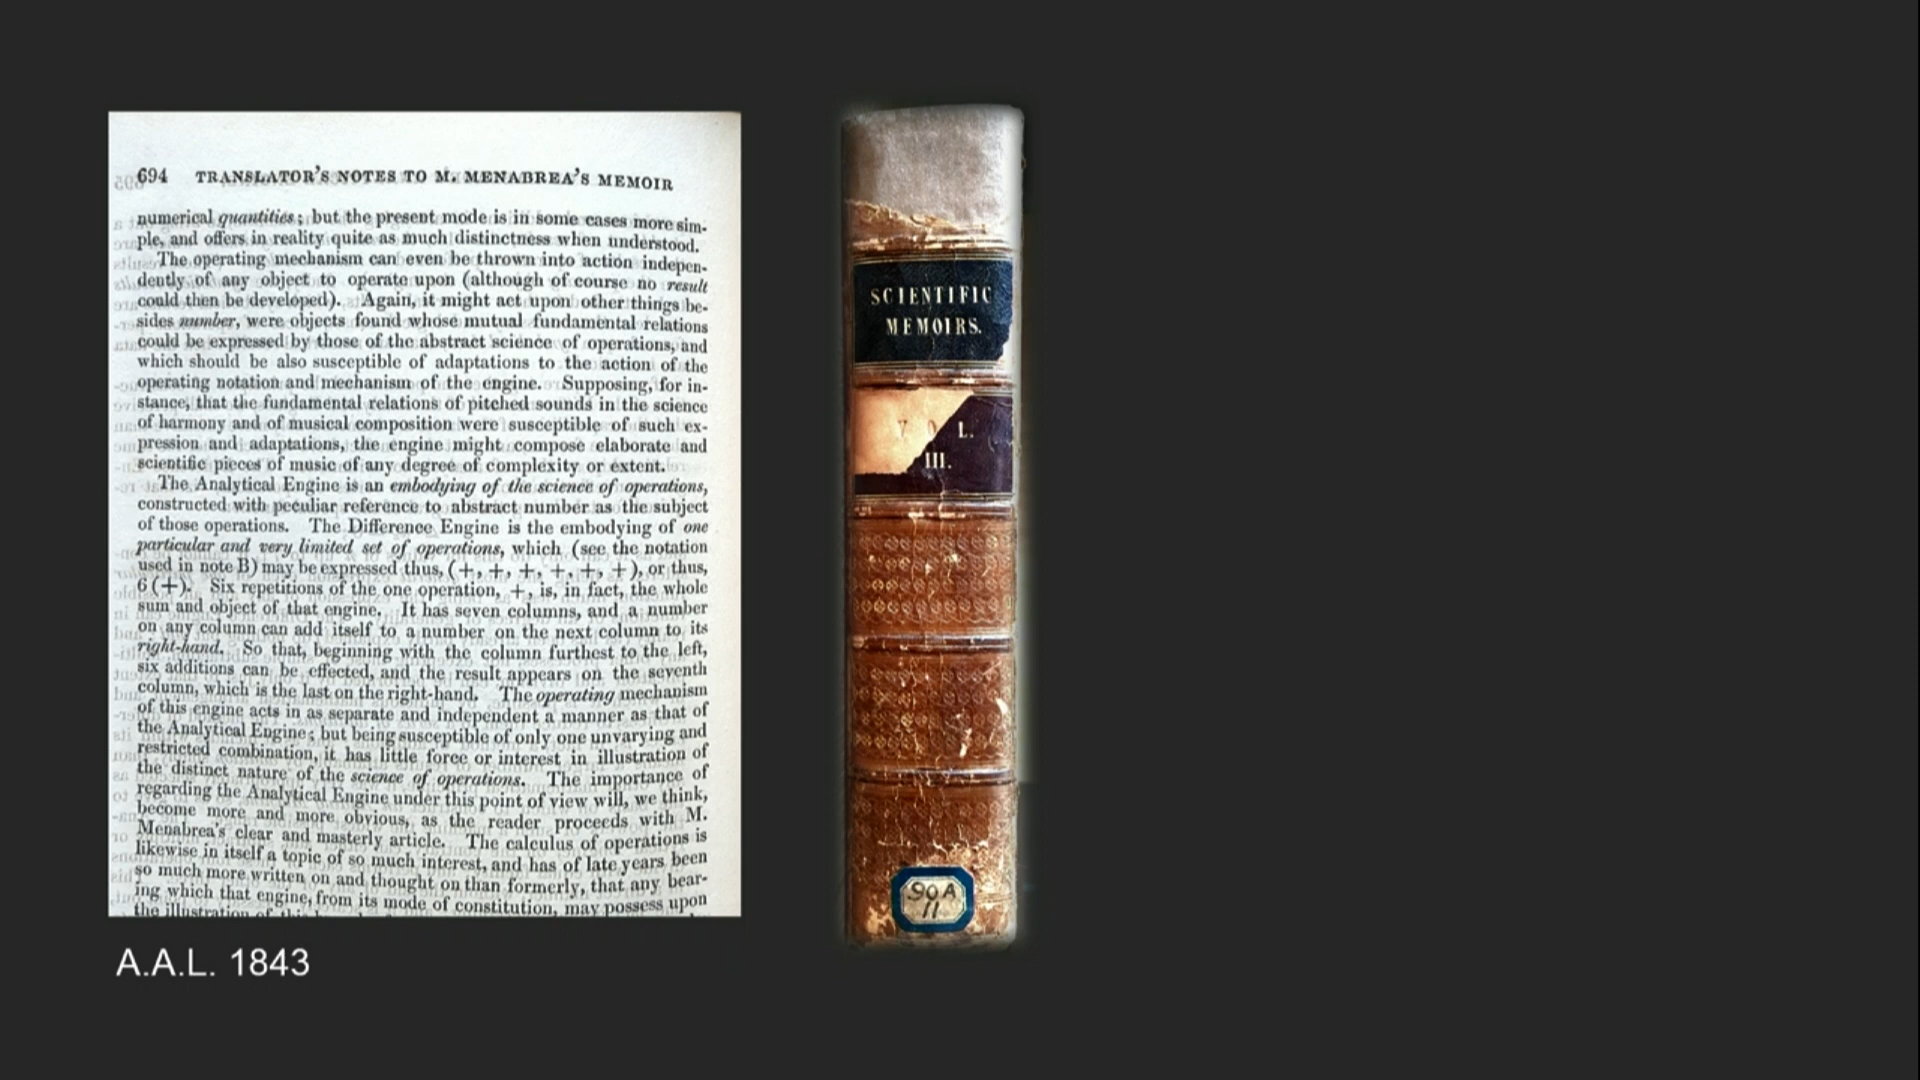 694 TRANSLATOR'S NOTES TO M. MENABREA'S MEMOIR
numerical quantities; but the present mode is in some cases more sim-
ple, and offers in reality quite as much distinctness when understood.
The operating mechanism can even be thrown into action indepen-
dently of any object to operate upon (although of course no result
could then be developed). Again, it might act upon other things be-
sides number, were objects found whose mutual fundamental relations
could be expressed by those of the abstract science of operations, and
which should be also susceptible of adaptations to the action of the
operating notation and mechanism of the engine. Supposing, for in-
stance, that the fundamental relations of pitched sounds in the science
of harmony and of musical composition were susceptible of such ex-
pression and adaptations, the engine might compose elaborate and
scientific pieces of music of any degree of complexity or extent.
The Analytical Engine is an embodying of the science of operations,
constructed with peculiar reference to abstract number as the subject
of those operations. The Difference Engine is the embodying of one
particular and very limited set of operations, which (see the notation
used in note B) may be expressed thus, (+, +, +, +, +, +), or thus,
6 (+). Six repetitions of the one operation, +, is, in fact, the whole
sum and object of that engine. It has seven columns, and a number
on any column can add itself to a number on the next column to its
right-hand. So that, beginning with the column furthest to the left,
six additions can be effected, and the result appears on the seventh
column, which is the last on the right-hand. The operating mechanism
of this engine acts in as separate and independent a manner as that of
the Analytical Engine; but being susceptible of only one unvarying and
restricted combination, it has little force or interest in illustration of
the distinct nature of the science of operations. The importance of
regarding the Analytical Engine under this point of view will, we think,
become more and more obvious, as the reader proceeds with M.
Menabrea's clear and masterly article. The calculus of operations is
likewise in itself a topic of so much interest, and has of late years been
so much more written on and thought on than formerly, that any bear-
ing which that engine, from its mode of constitution, may possess upon
the illustration of this
A.A.L. 1843
SCIENTIFIC
MEMOIRS.
VOL.
III.
90 A
11